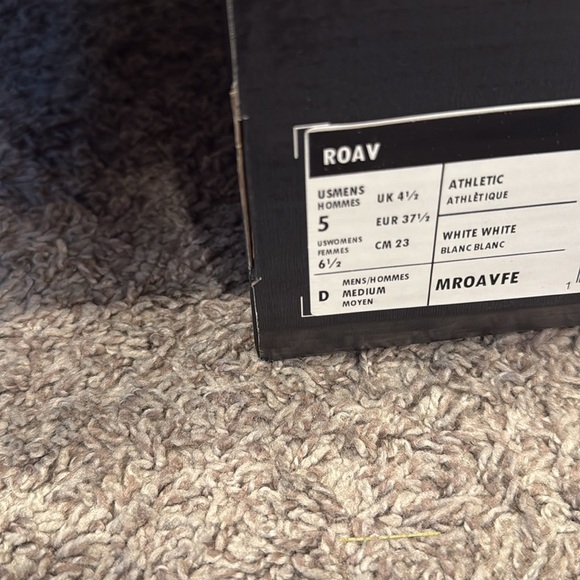 ROAV
USMENS
HOMMES
5
UK 4½
EUR 37½
USWOMENS
FEMMES
6½
CM 23
ATHLETIC
ATHLÈTIQUE
WHITE WHITE
BLANC BLANC
D
MENS/HOMMES
MEDIUM
MOYEN
MROAVFE
1